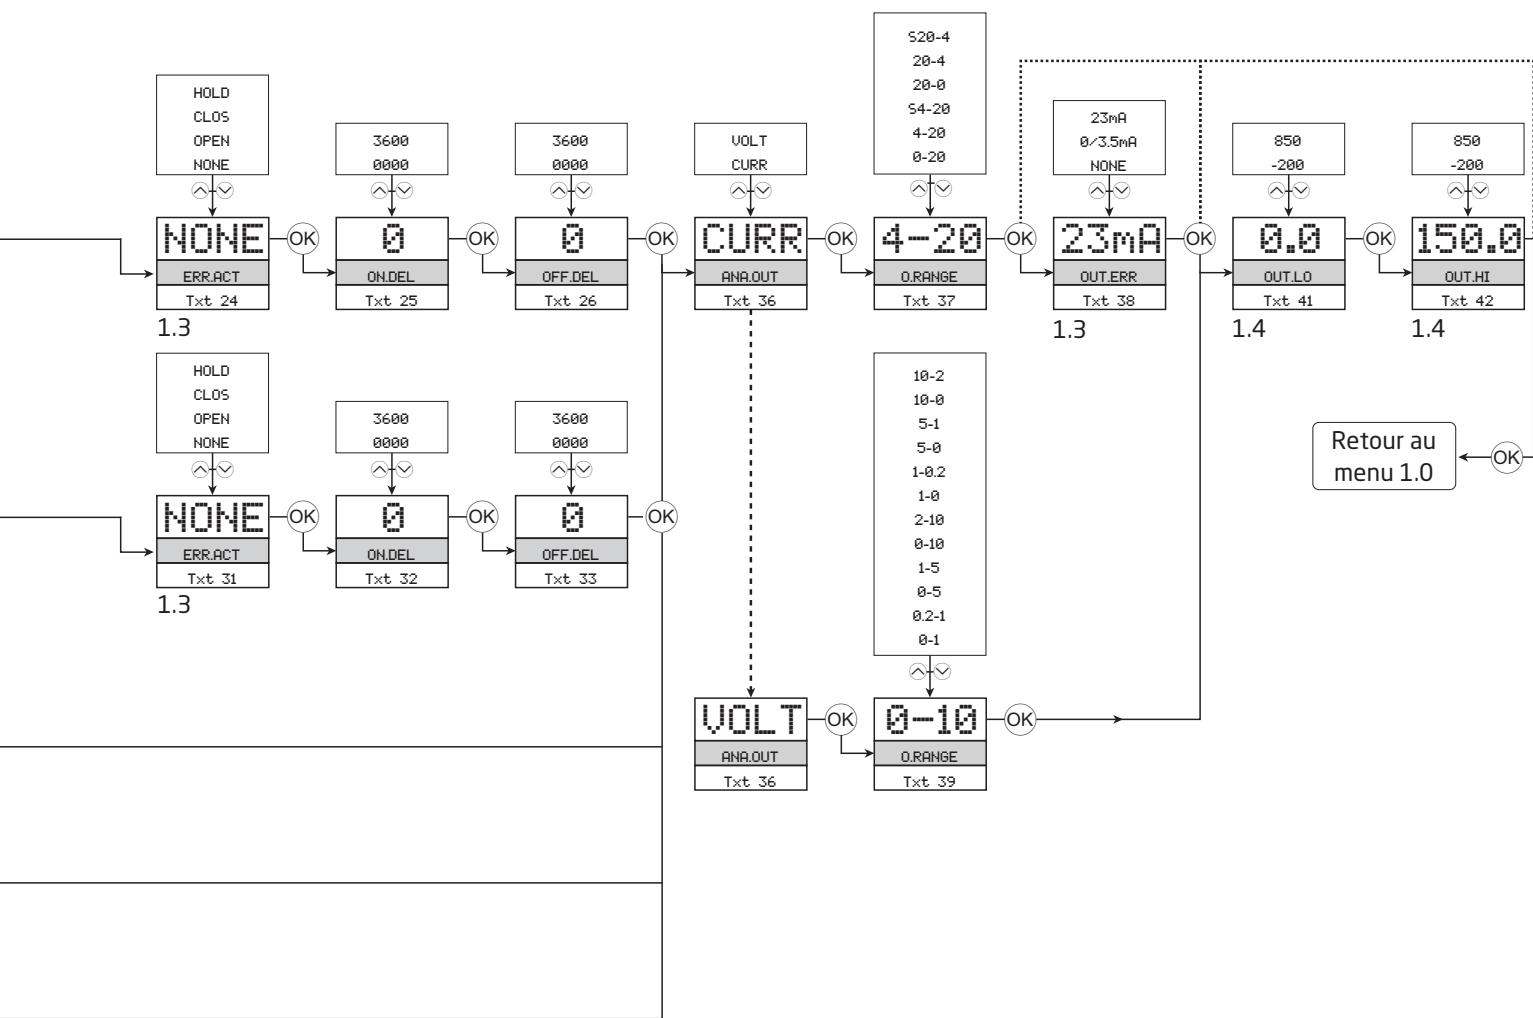 HOLD
CLOS
OPEN
NONE
NONE
ERR.ACT
Txt 24
1.3
OK
3600
0000
0
ON.DEL
Txt 25
OK
3600
0000
0
OFF.DEL
Txt 26
OK
VOLT
CURR
CURR
ANA.OUT
Txt 36
OK
S20-4
20-4
20-0
S4-20
4-20
0-20
4-20
O.RANGE
Txt 37
OK
23mA
0/3.5mA
NONE
23mA
OUT.ERR
Txt 38
1.3
OK
850
-200
0.0
OUT.LO
Txt 41
1.4
OK
850
-200
150.0
OUT.HI
Txt 42
1.4
OK
Retour au
menu 1.0
HOLD
CLOS
OPEN
NONE
NONE
ERR.ACT
Txt 31
1.3
OK
3600
0000
0
ON.DEL
Txt 32
OK
3600
0000
0
OFF.DEL
Txt 33
OK
VOLT
ANA.OUT
Txt 36
OK
10-2
10-0
5-1
5-0
1-0.2
1-0
2-10
0-10
1-5
0-5
0.2-1
0-1
0-10
O.RANGE
Txt 39
OK